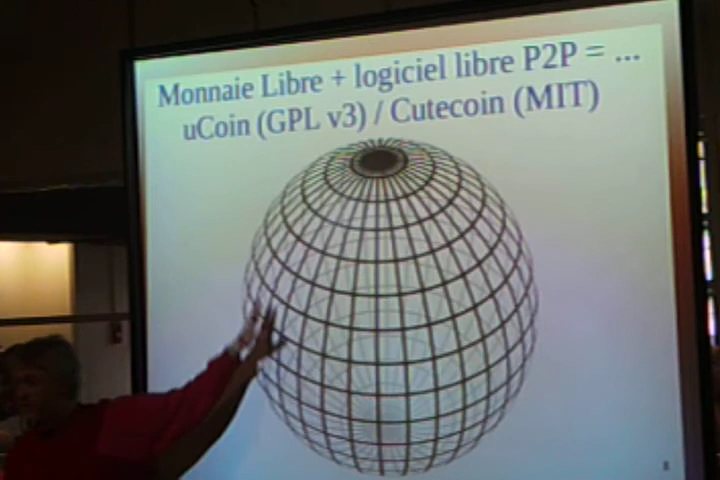 Monnaie Libre + logiciel libre P2P = ...
uCoin (GPL v3) / Cutecoin (MIT)